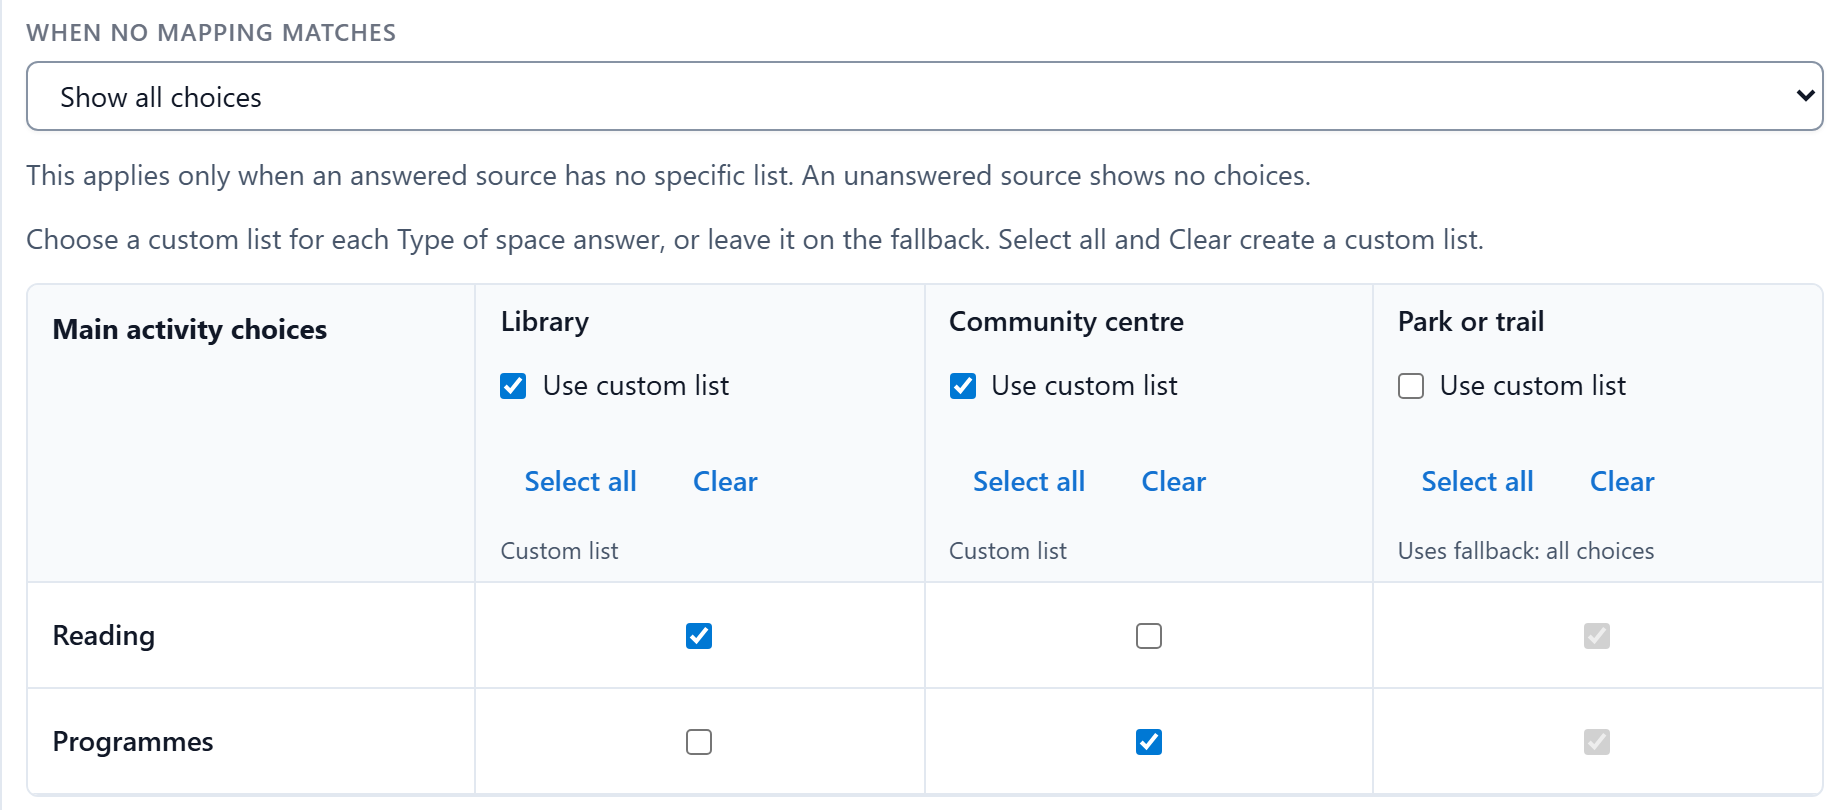 WHEN NO MAPPING MATCHES
Show all choices
This applies only when an answered source has no specific list. An unanswered source shows no choices.
Choose a custom list for each Type of space answer, or leave it on the fallback. Select all and Clear create a custom list.
Main activity choices
Library
Community centre
Park or trail
Use custom list
Use custom list
Use custom list
Select all Clear
Select all Clear
Select all Clear
Custom list
Custom list
Uses fallback: all choices
Reading
Programmes